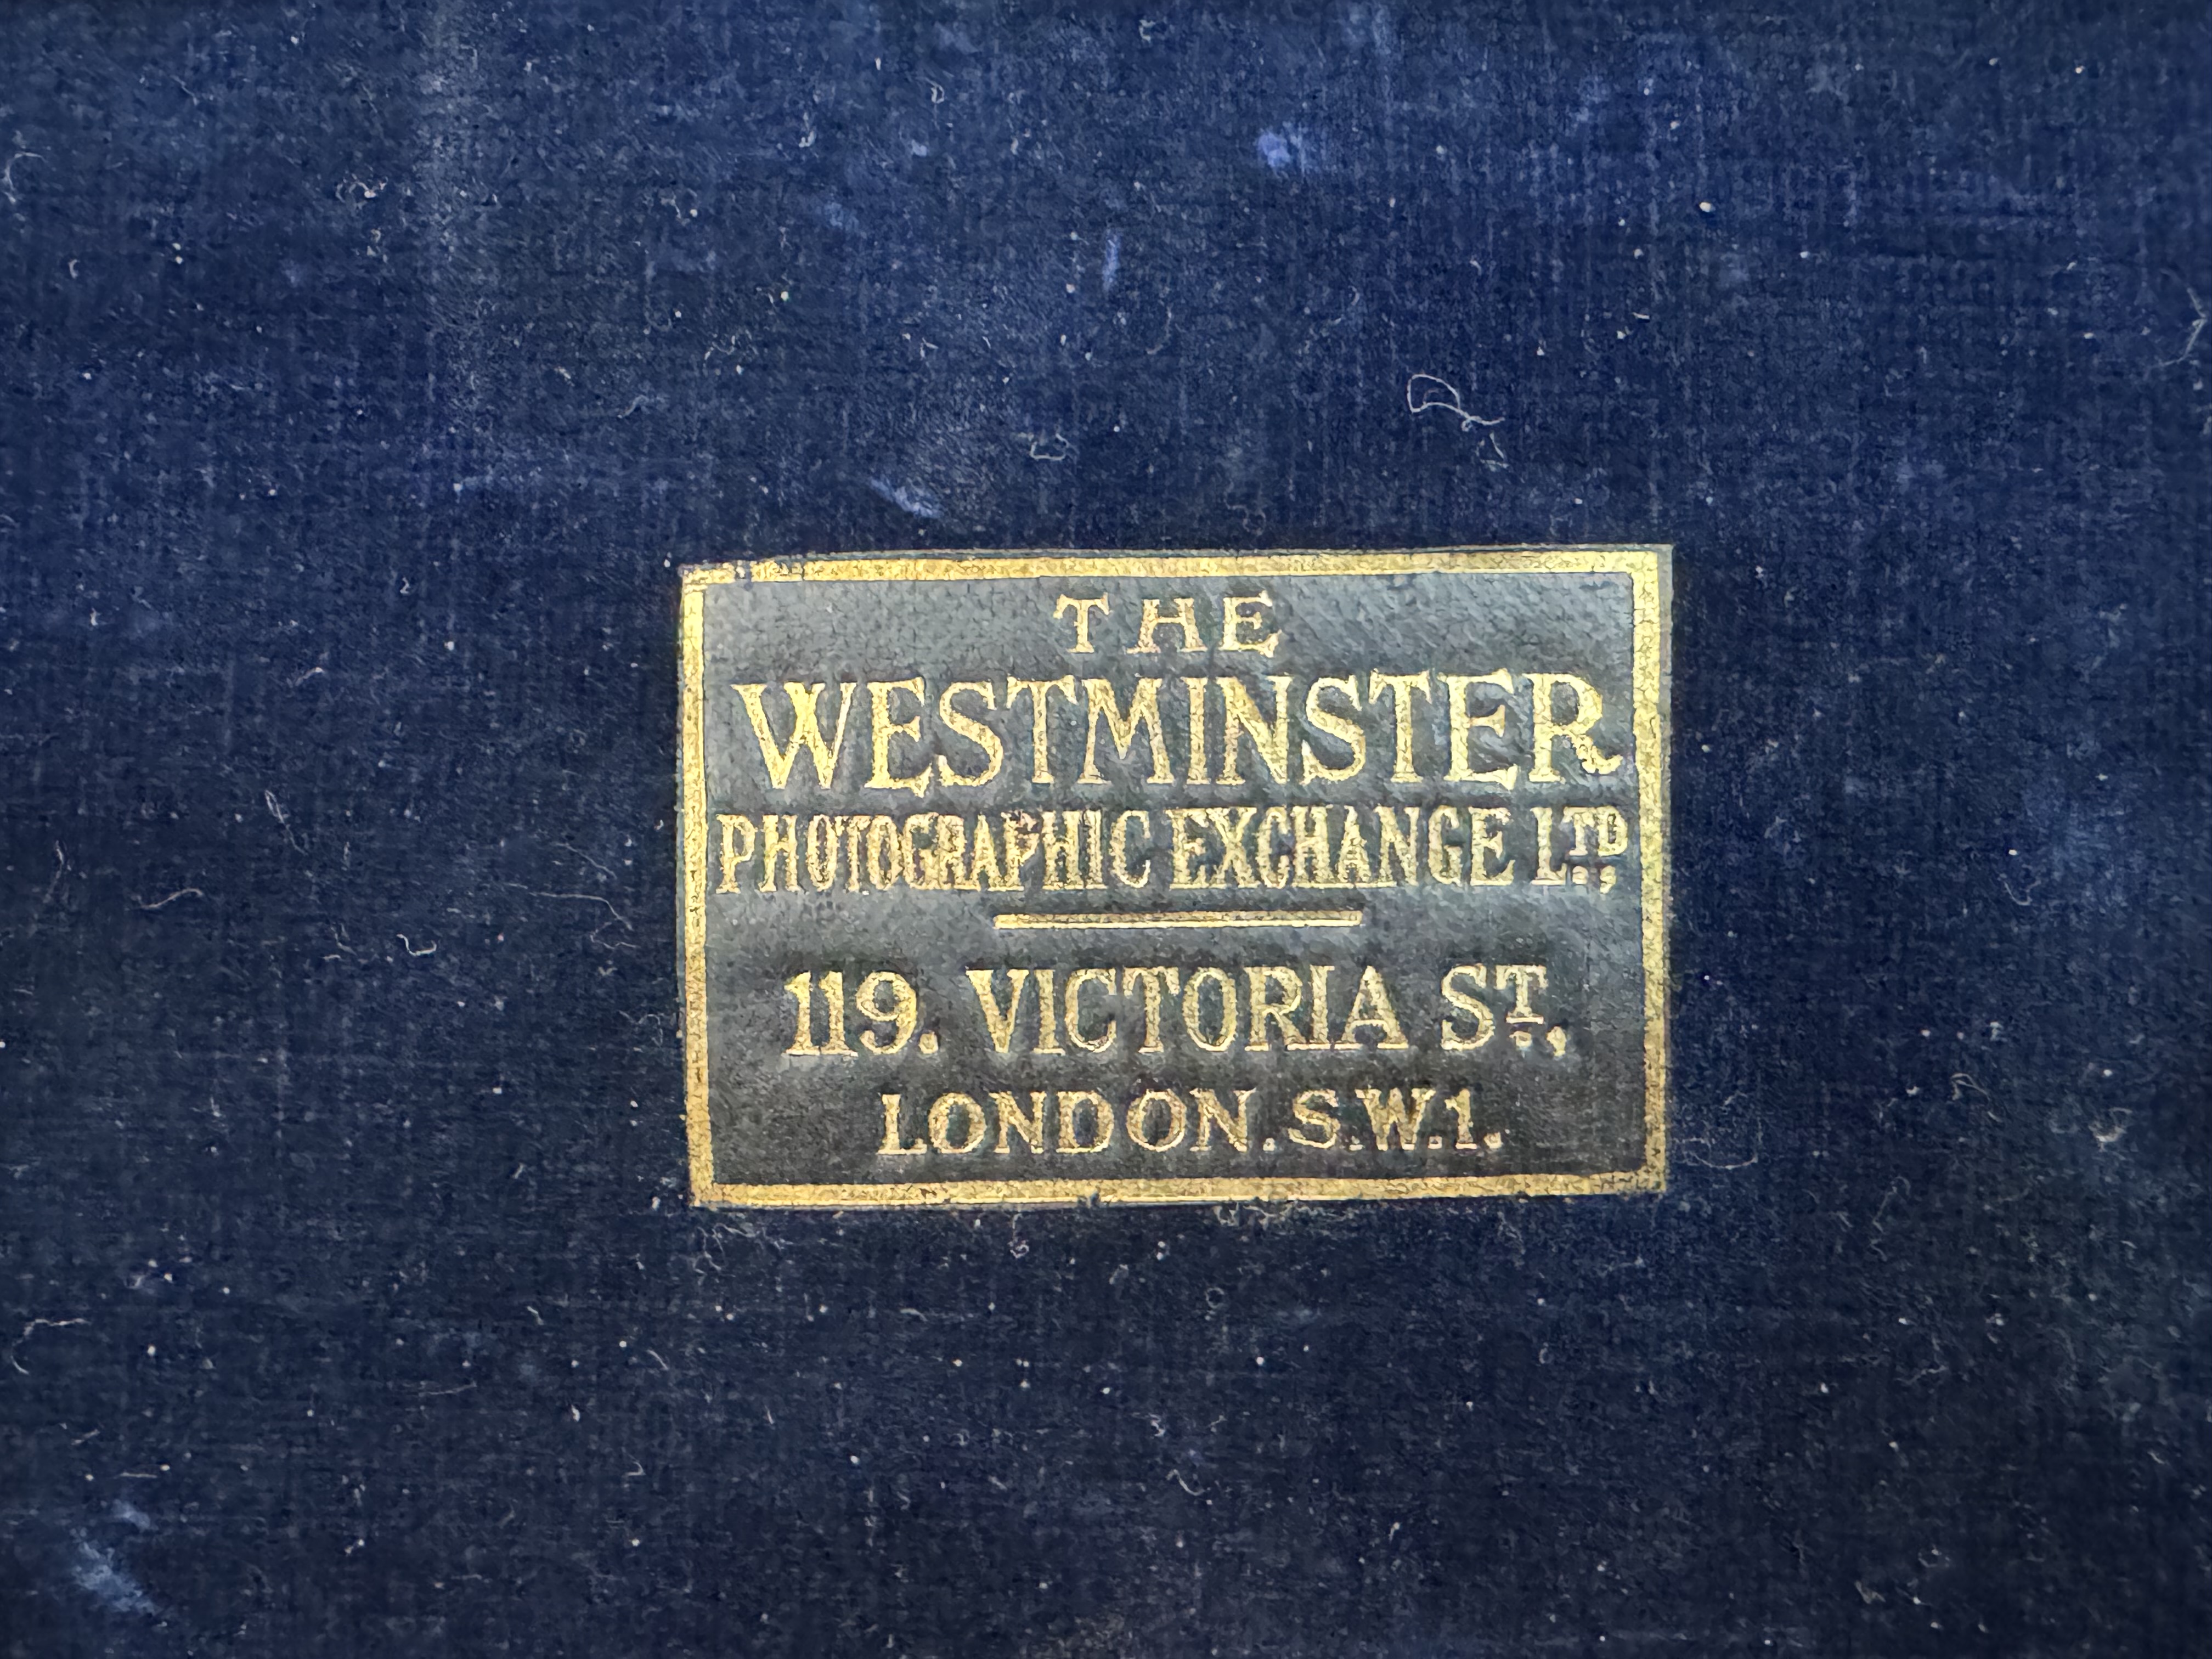 THE
WESTMINSTER
PHOTOGRAPHIC EXCHANGE LTD.,
119. VICTORIA ST.,
LONDON. S.W.1.